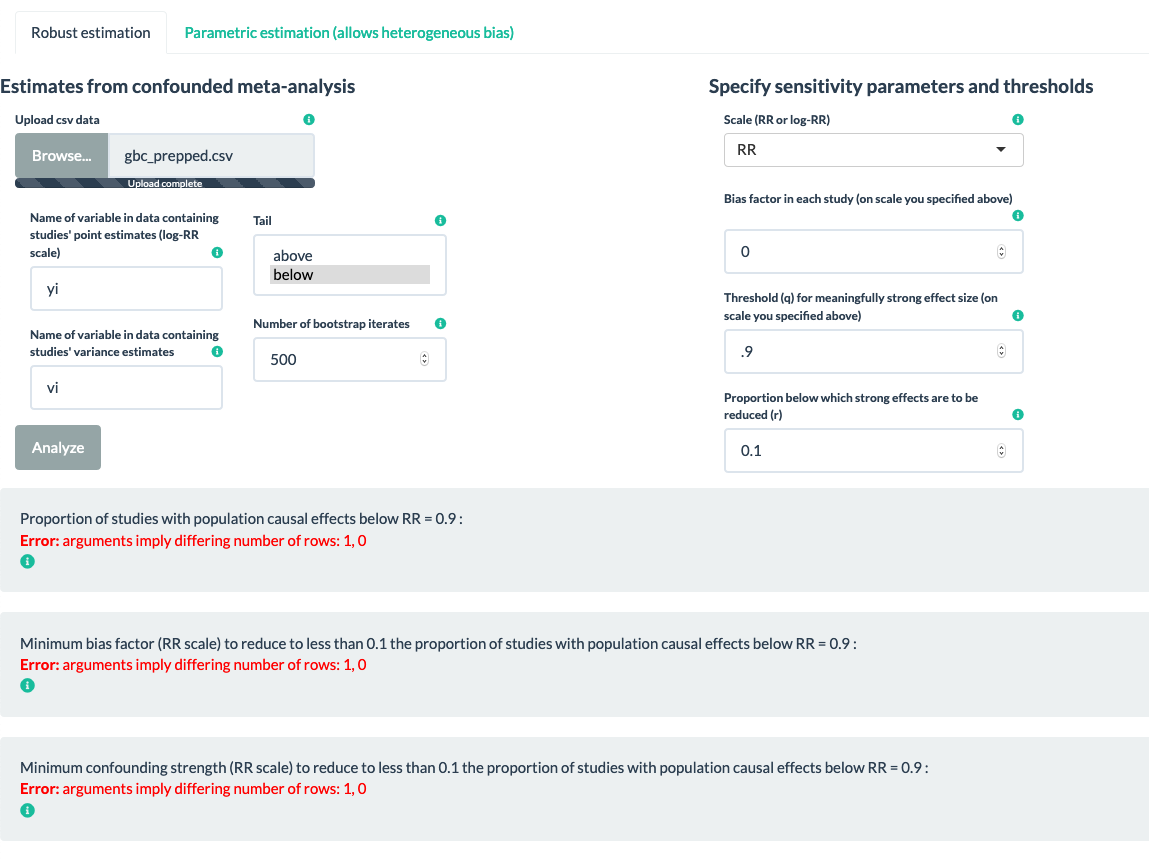 Robust estimation
Parametric estimation (allows heterogeneous bias)
Estimates from confounded meta-analysis
Upload csv data
Browse...
gbc_prepped.csv
Upload complete
Name of variable in data containing
studies' point estimates (log-RR
scale)
yi
Name of variable in data containing
studies' variance estimates
vi
Tail
above
below
Number of bootstrap iterates
500
Analyze
Specify sensitivity parameters and thresholds
Scale (RR or log-RR)
RR
Bias factor in each study (on scale you specified above)
0
Threshold (q) for meaningfully strong effect size (on
scale you specified above)
.9
Proportion below which strong effects are to be
reduced (r)
0.1
Proportion of studies with population causal effects below RR = 0.9 :
Error: arguments imply differing number of rows: 1, 0
Minimum bias factor (RR scale) to reduce to less than 0.1 the proportion of studies with population causal effects below RR = 0.9 :
Error: arguments imply differing number of rows: 1, 0
Minimum confounding strength (RR scale) to reduce to less than 0.1 the proportion of studies with population causal effects below RR = 0.9 :
Error: arguments imply differing number of rows: 1, 0